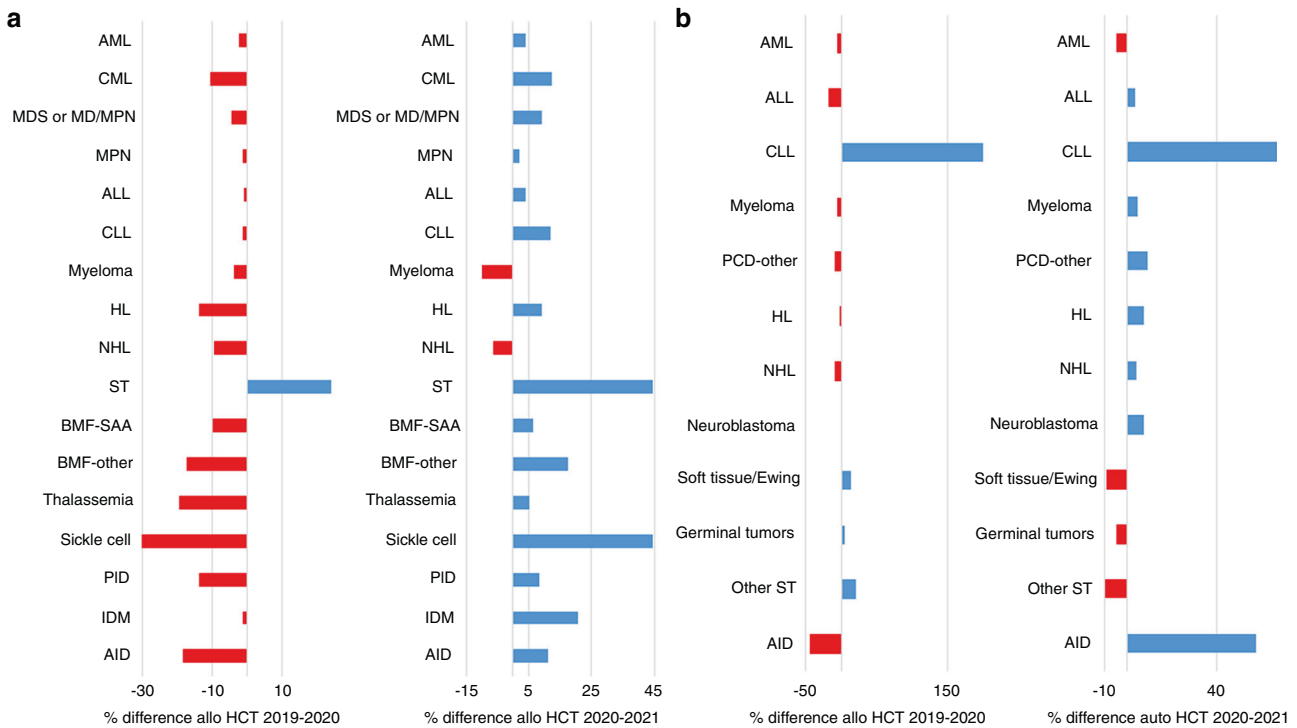 a
AML
CML
MDS or MD/MPN
MPN
ALL
CLL
Myeloma
HL
NHL
ST
BMF-SAA
BMF-other
Thalassemia
Sickle cell
PID
IDM
AID
-30 -10 10
% difference allo HCT 2019-2020
AML
CML
MDS or MD/MPN
MPN
ALL
CLL
Myeloma
HL
NHL
ST
BMF-SAA
BMF-other
Thalassemia
Sickle cell
PID
IDM
AID
-15 5 25 45
% difference allo HCT 2020-2021
b
AML
ALL
CLL
Myeloma
PCD-other
HL
NHL
Neuroblastoma
Soft tissue/Ewing
Germinal tumors
Other ST
AID
-50 150
% difference allo HCT 2019-2020
AML
ALL
CLL
Myeloma
PCD-other
HL
NHL
Neuroblastoma
Soft tissue/Ewing
Germinal tumors
Other ST
AID
-10 40
% difference auto HCT 2020-2021